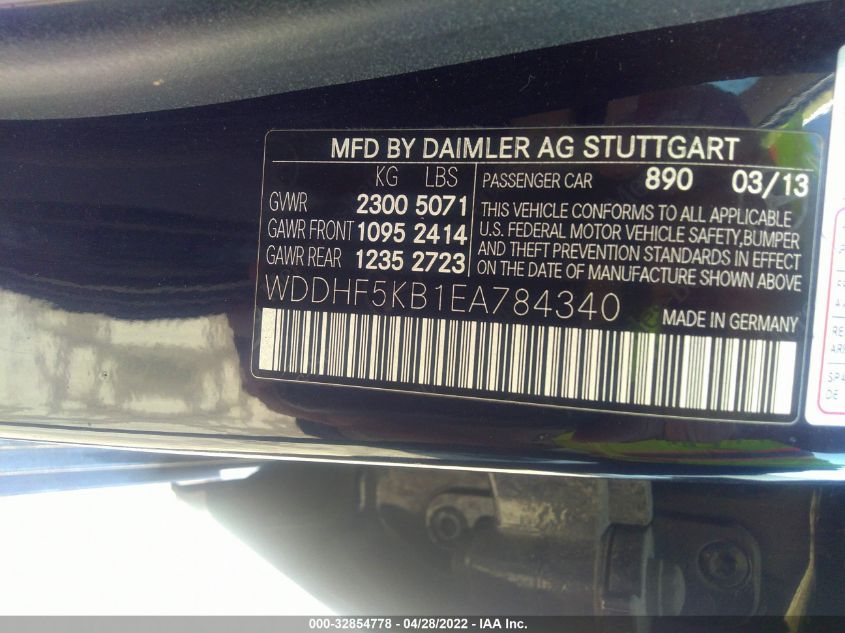 MFD BY DAIMLER AG STUTTGART
KG LBS
GVWR 2300 5071
GAWR FRONT 1095 2414
GAWR REAR 1235 2723
PASSENGER CAR 890 03/13
THIS VEHICLE CONFORMS TO ALL APPLICABLE
U.S. FEDERAL MOTOR VEHICLE SAFETY,BUMPER
AND THEFT PREVENTION STANDARDS IN EFFECT
ON THE DATE OF MANUFACTURE SHOWN ABOVE
WDDHF5KB1EA784340
MADE IN GERMANY
000-32854778 - 04/28/2022 - IAA Inc.